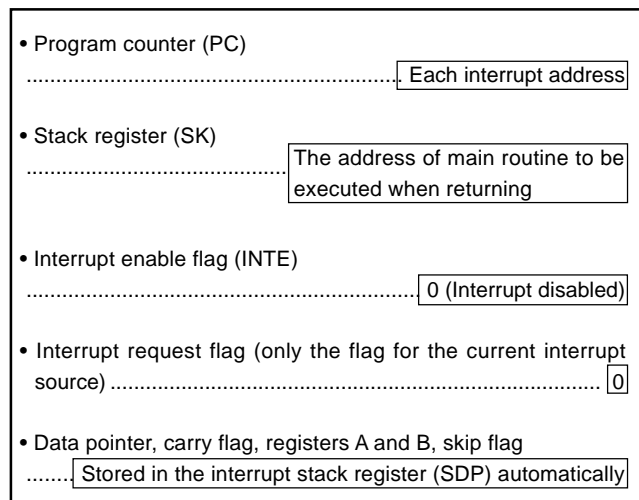 • Program counter (PC)
............................................................... Each interrupt address
• Stack register (SK)
........................................... The address of main routine to be
executed when returning
• Interrupt enable flag (INTE)
.................................................................. 0 (Interrupt disabled)
• Interrupt request flag (only the flag for the current interrupt
source) .................................................................................. 0
• Data pointer, carry flag, registers A and B, skip flag
........ Stored in the interrupt stack register (SDP) automatically